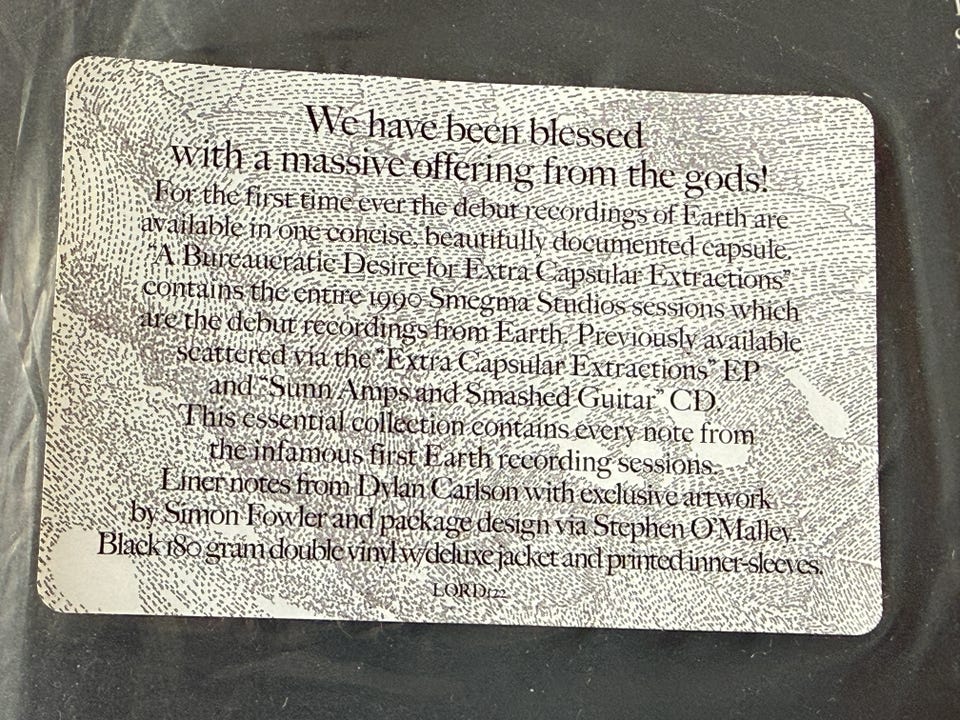 We have been blessed
with a massive offering from the gods!
For the first time ever the debut recordings of Earth are
available in one concise, beautifully documented capsule.
"A Bureaucratic Desire for Extra Capsular Extractions"
contains the entire 1990 Smegma Studios sessions which
are the debut recordings from Earth. Previously available
scattered via the "Extra Capsular Extractions" EP
and "Sunn Amps and Smashed Guitar" CD.
This essential collection contains every note from
the infamous first Earth recording sessions.
Liner notes from Dylan Carlson with exclusive artwork
by Simon Fowler and package design via Stephen O'Malley.
Black 180 gram double vinyl w/deluxe jacket and printed inner-sleeves.
LORD122